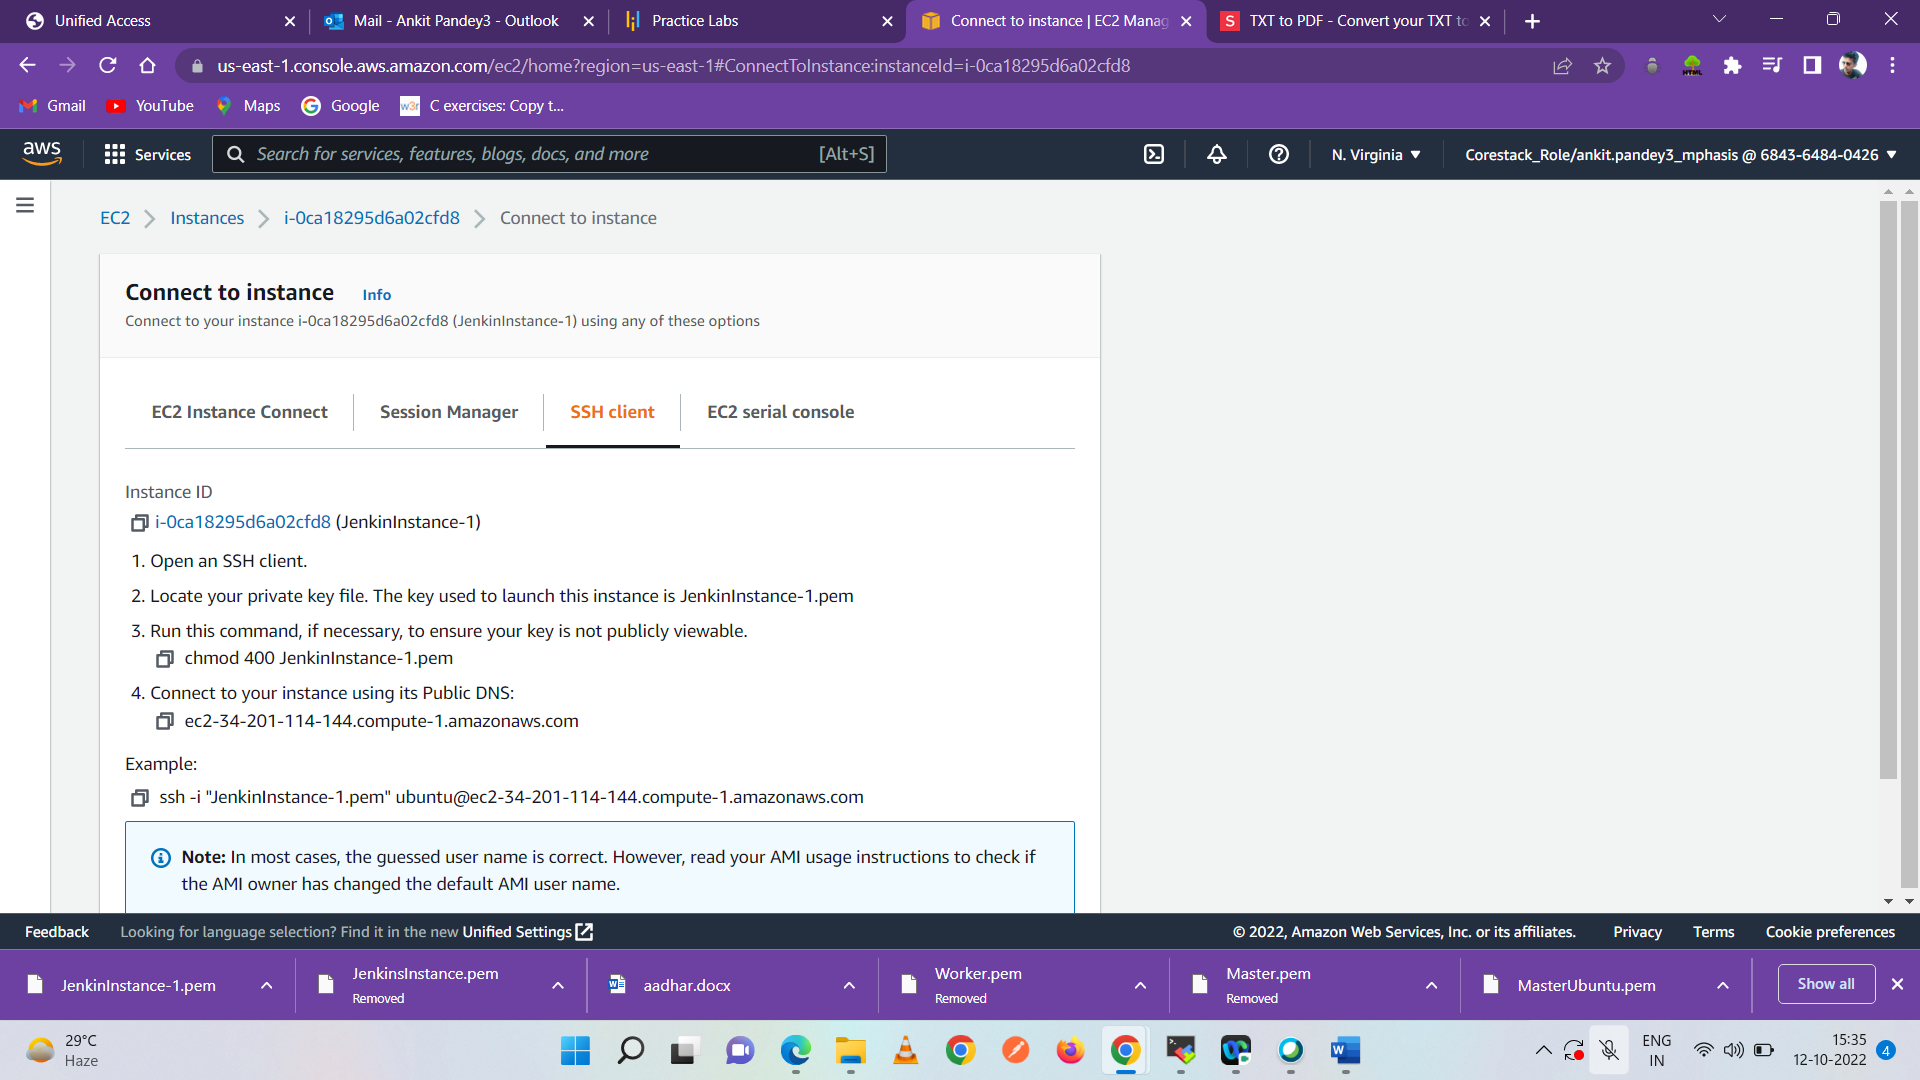 Unified Access
Mail - Ankit Pandey3 - Outlook
Practice Labs
Connect to instance | EC2 Manag
S TXT to PDF - Convert your TXT to
us-east-1.console.aws.amazon.com/ec2/home?region=us-east-1#ConnectToInstance:instanceId=i-0ca18295d6a02cfd8
HTML
Gmail YouTube Maps Google w3r C exercises: Copy t...
aws Services Search for services, features, blogs, docs, and more [Alt+S] N. Virginia Corestack_Role/ankit.pandey3_mphasis @ 6843-6484-0426
EC2 Instances i-0ca18295d6a02cfd8 Connect to instance
Connect to instance Info
Connect to your instance i-0ca18295d6a02cfd8 (JenkinInstance-1) using any of these options
EC2 Instance Connect Session Manager SSH client EC2 serial console
Instance ID
i-0ca18295d6a02cfd8 (JenkinInstance-1)
1. Open an SSH client.
2. Locate your private key file. The key used to launch this instance is JenkinInstance-1.pem
3. Run this command, if necessary, to ensure your key is not publicly viewable.
chmod 400 JenkinInstance-1.pem
4. Connect to your instance using its Public DNS:
ec2-34-201-114-144.compute-1.amazonaws.com
Example:
ssh -i "JenkinInstance-1.pem" ubuntu@ec2-34-201-114-144.compute-1.amazonaws.com
Note: In most cases, the guessed user name is correct. However, read your AMI usage instructions to check if
the AMI owner has changed the default AMI user name.
Feedback Looking for language selection? Find it in the new Unified Settings © 2022, Amazon Web Services, Inc. or its affiliates. Privacy Terms Cookie preferences
JenkinInstance-1.pem
JenkinsInstance.pem
Removed
aadhar.docx
Worker.pem
Removed
Master.pem
Removed
MasterUbuntu.pem
Show all
29°C
Haze
ENG
IN
15:35
12-10-2022
4